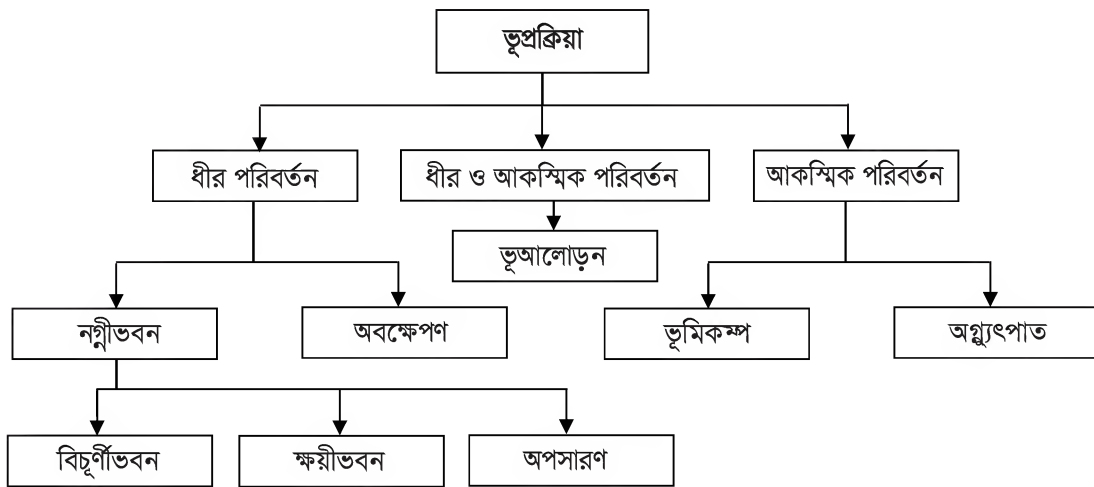 ভূপ্রক্রিয়া
ধীর পরিবর্তন
ধীর ও আকস্মিক পরিবর্তন
আকস্মিক পরিবর্তন
ভূআলোড়ন
নগ্নীভবন
অবক্ষেপণ
ভূমিকম্প
অগ্ন্যুৎপাত
বিচূর্ণীভবন
ক্ষয়ীভবন
অপসারণ